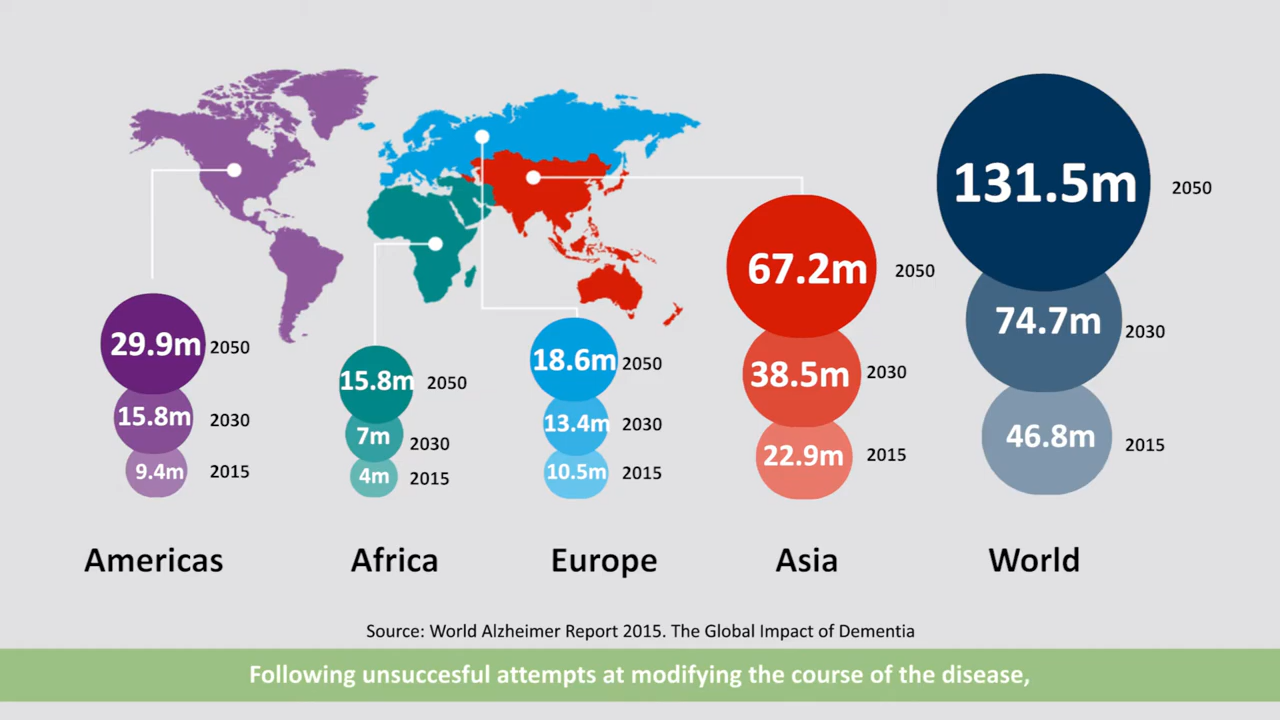 131.5m
2050
67.2m
2050
74.7m
2030
29.9m
2050
15.8m
2050
18.6m
2050
38.5m
2030
15.8m
2030
7m
2030
13.4m
2030
46.8m
2015
22.9m
2015
9.4m
2015
4m
2015
10.5m
2015
Americas
Africa
Europe
Asia
World
Source: World Alzheimer Report 2015. The Global Impact of Dementia
Following unsuccesful attempts at modifying the course of the disease,